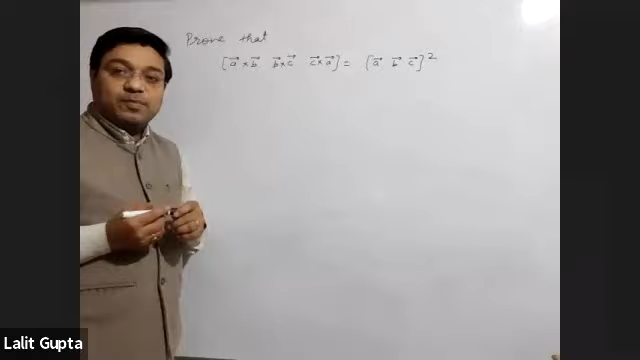 Prove that
[a⃗ × b⃗  b⃗ × c⃗  c⃗ × a⃗] = [a⃗  b⃗  c⃗]²
Lalit Gupta